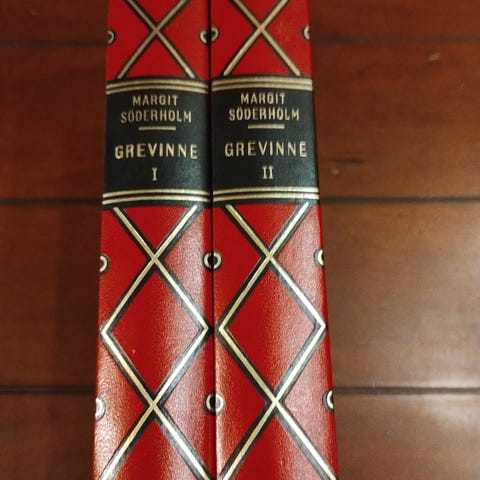 MARGIT
SÖDERHOLM
GREVINNE
I
MARGIT
SÖDERHOLM
GREVINNE
II